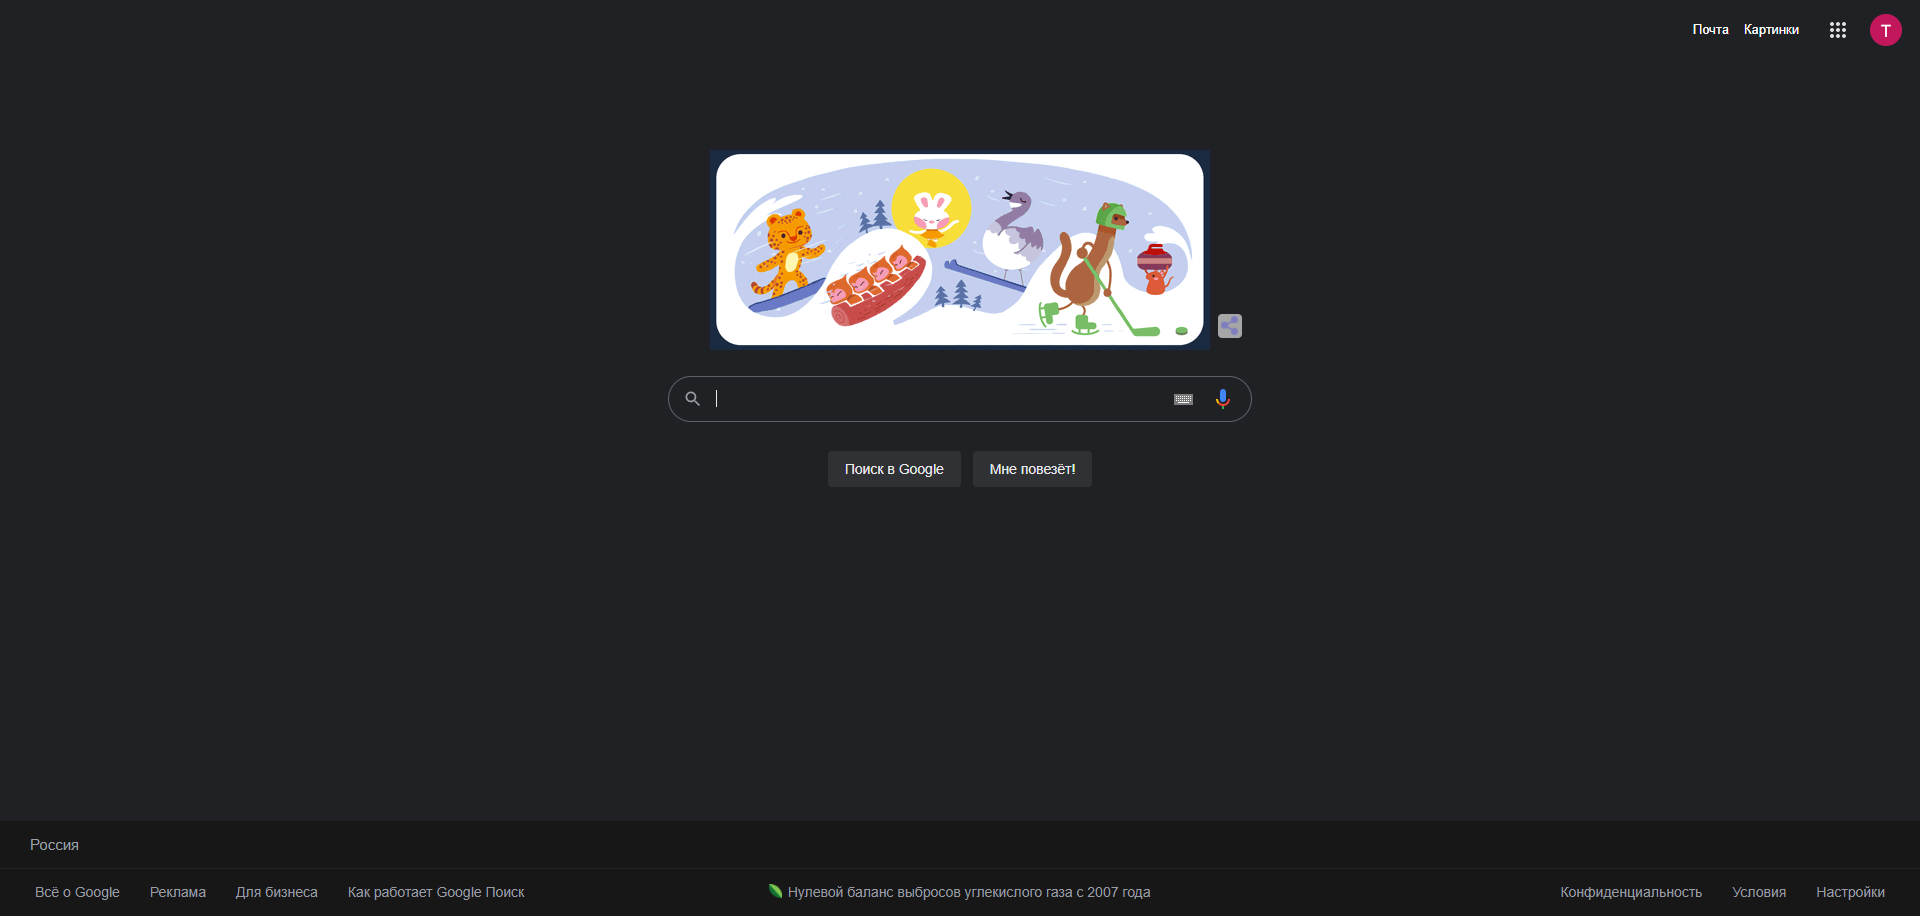 Почта Картинки T
Поиск в Google Мне повезёт!
Россия
Всё о Google Реклама Для бизнеса Как работает Google Поиск Нулевой баланс выбросов углекислого газа с 2007 года Конфиденциальность Условия Настройки